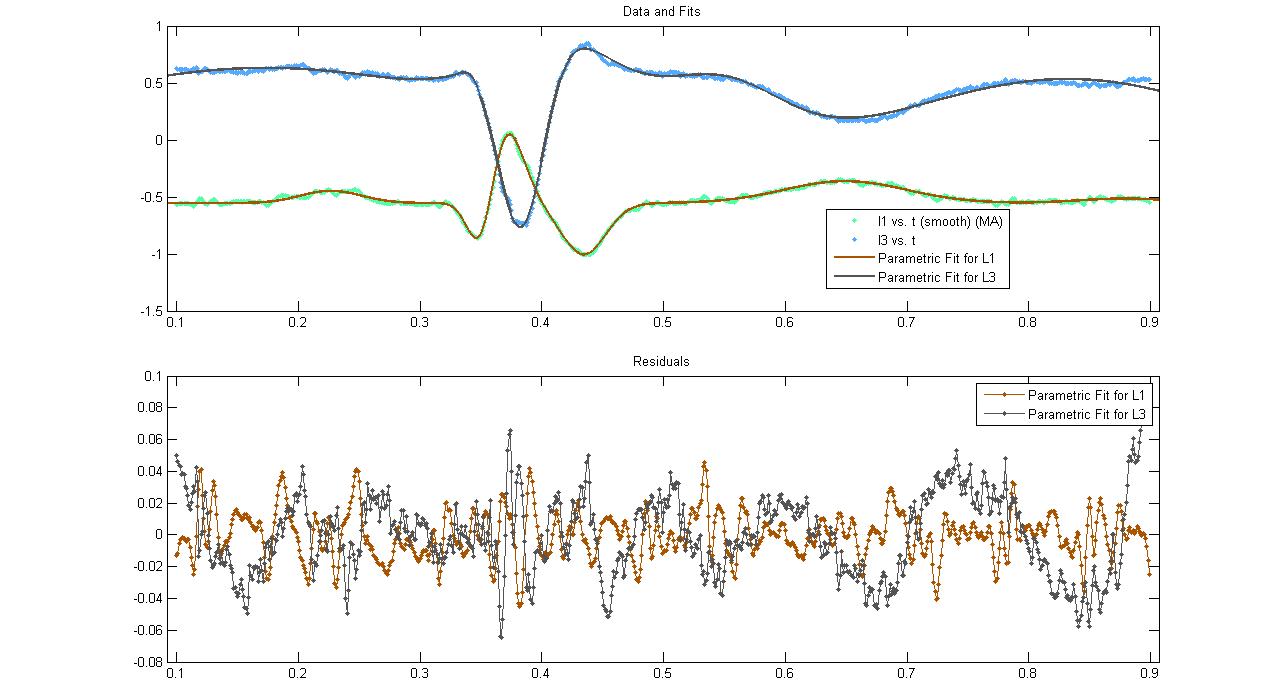 Data and Fits
1
0.5
0
-0.5
-1
-1.5
l1 vs. t (smooth) (MA)
l3 vs. t
Parametric Fit for L1
Parametric Fit for L3
0.1 0.2 0.3 0.4 0.5 0.6 0.7 0.8 0.9
Residuals
0.1
0.08
0.06
0.04
0.02
0
-0.02
-0.04
-0.06
-0.08
Parametric Fit for L1
Parametric Fit for L3
0.1 0.2 0.3 0.4 0.5 0.6 0.7 0.8 0.9